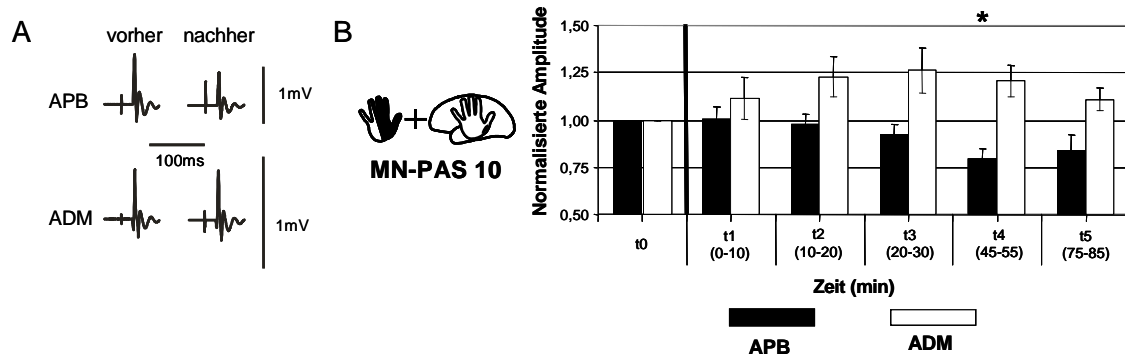 A
vorher nachher
APB
1mV
100ms
ADM
1mV
B
MN-PAS 10
Normalisierte Amplitude
1,50
1,25
1,00
0,75
0,50
*
t0 t1 t2 t3 t4 t5
(0-10) (10-20) (20-30) (45-55) (75-85)
Zeit (min)
APB ADM